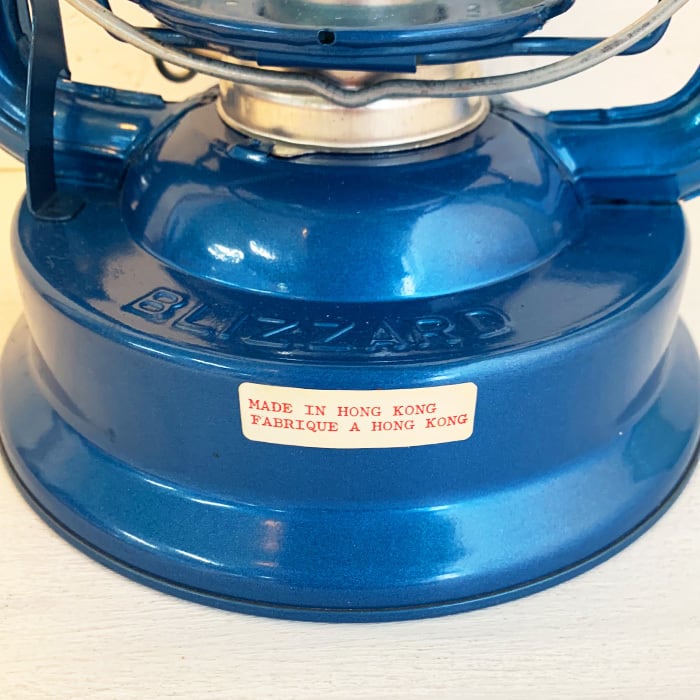 BLIZZARD
MADE IN HONG KONG
FABRIQUE A HONG KONG